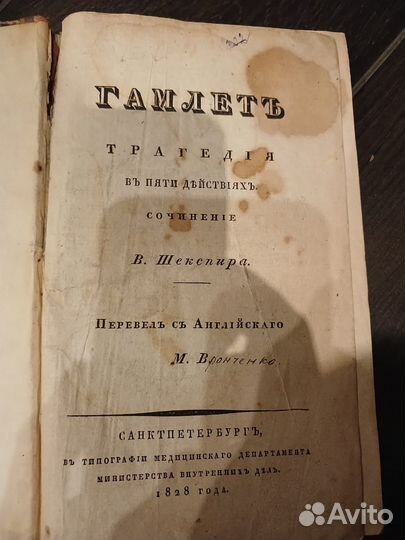 ГАМЛЕТЪ
ТРАГЕДІЯ
ВЪ ПЯТИ ДѢЙСТВІЯХЪ.
СОЧИНЕНІЕ
В. Шекспира.
Перевелъ съ Англійскаго
М. Вронченко.
САНКТПЕТЕРБУРГЪ,
ВЪ ТИПОГРАФІИ МЕДИЦИНСКАГО ДЕПАРТАМЕНТА
МИНИСТЕРСТВА ВНУТРЕННИХЪ ДѢЛЪ.
1828 ГОДА.
Avito